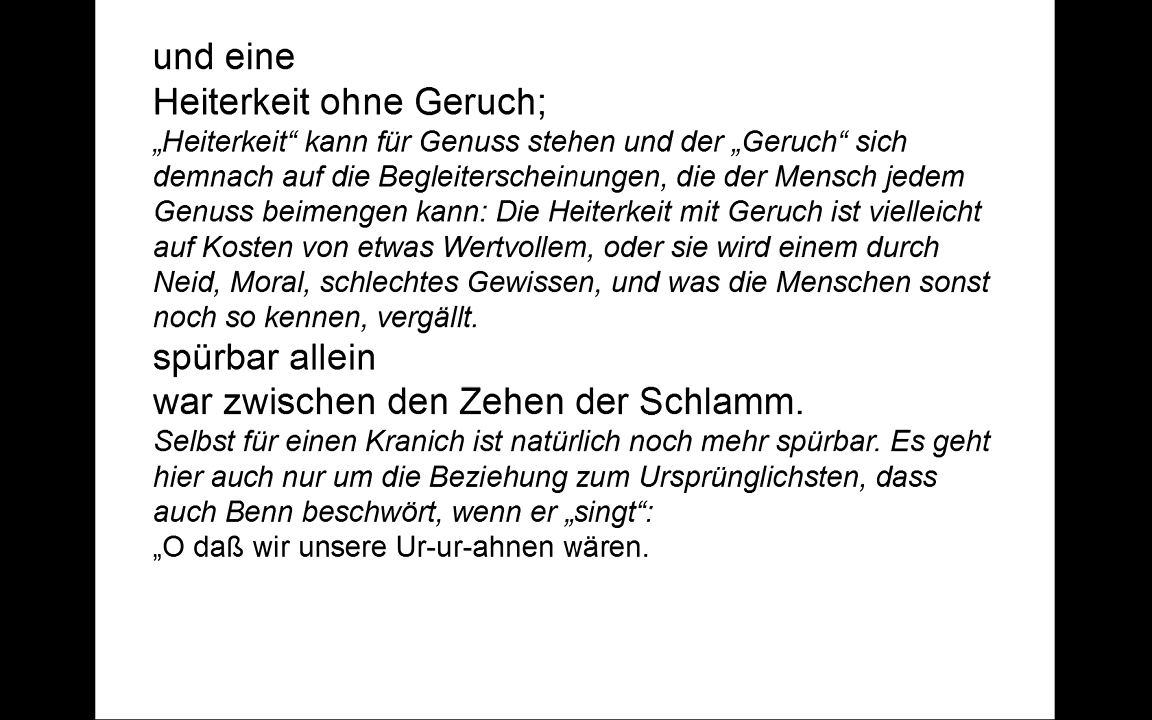 und eine
Heiterkeit ohne Geruch;
„Heiterkeit“ kann für Genuss stehen und der „Geruch“ sich
demnach auf die Begleiterscheinungen, die der Mensch jedem
Genuss beimengen kann: Die Heiterkeit mit Geruch ist vielleicht
auf Kosten von etwas Wertvollem, oder sie wird einem durch
Neid, Moral, schlechtes Gewissen, und was die Menschen sonst
noch so kennen, vergällt.
spürbar allein
war zwischen den Zehen der Schlamm.
Selbst für einen Kranich ist natürlich noch mehr spürbar. Es geht
hier auch nur um die Beziehung zum Ursprünglichsten, dass
auch Benn beschwört, wenn er „singt“:
„O daß wir unsere Ur-ur-ahnen wären.